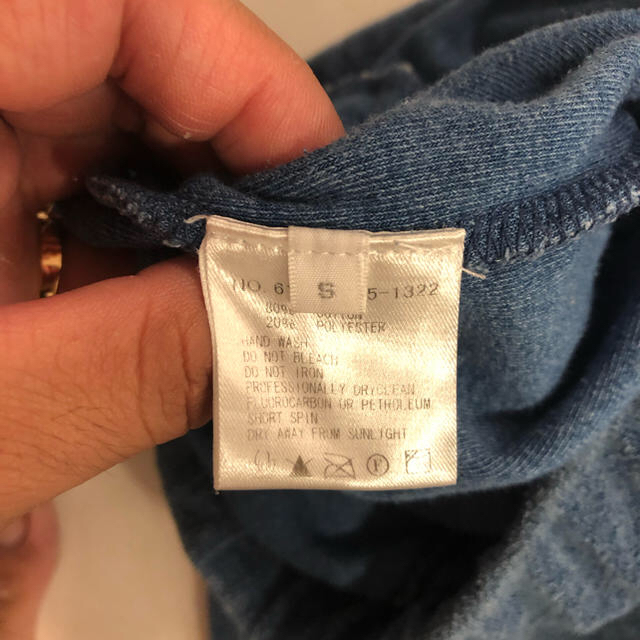 NO. 6 S 5-1322
80% COTTON
20% POLYESTER
HAND WASH
DO NOT BLEACH
DO NOT IRON
PROFESSIONALLY DRYCLEAN
FLUOROCARBON OR PETROLEUM
SHORT SPIN
DRY AWAY FROM SUNLIGHT